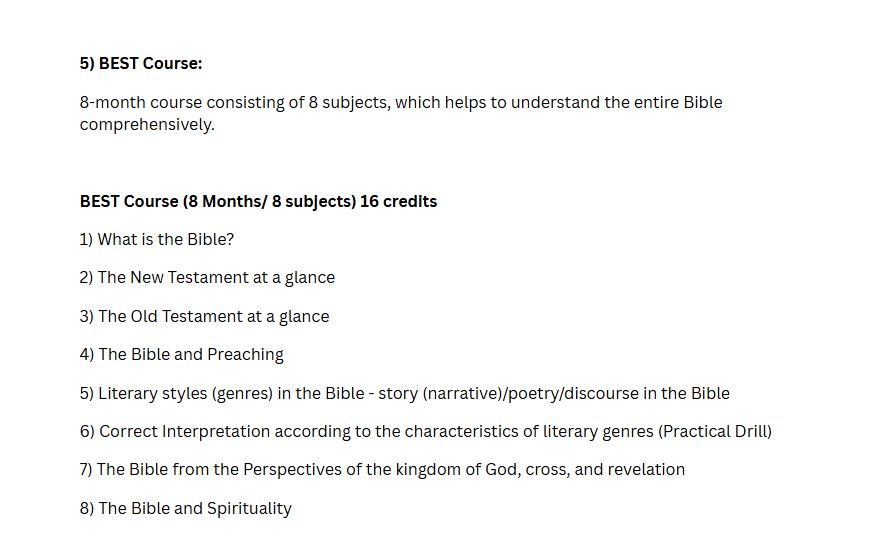 5) BEST Course:
8-month course consisting of 8 subjects, which helps to understand the entire Bible
comprehensively.
BEST Course (8 Months/ 8 subjects) 16 credits
1) What is the Bible?
2) The New Testament at a glance
3) The Old Testament at a glance
4) The Bible and Preaching
5) Literary styles (genres) in the Bible - story (narrative)/poetry/discourse in the Bible
6) Correct Interpretation according to the characteristics of literary genres (Practical Drill)
7) The Bible from the Perspectives of the kingdom of God, cross, and revelation
8) The Bible and Spirituality